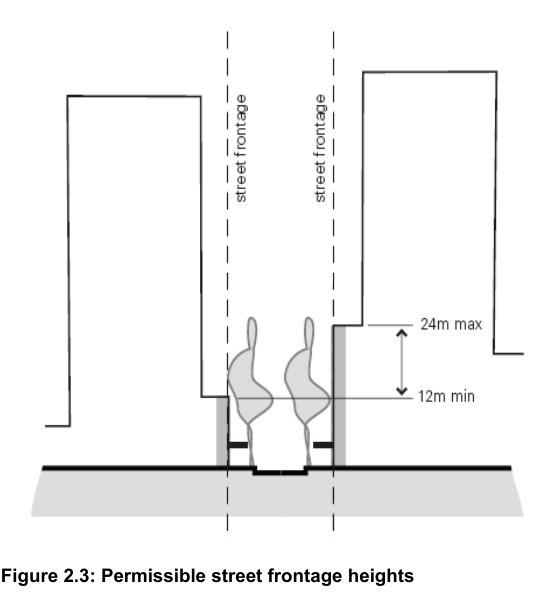 street frontage
street frontage
24m max
12m min
Figure 2.3: Permissible street frontage heights